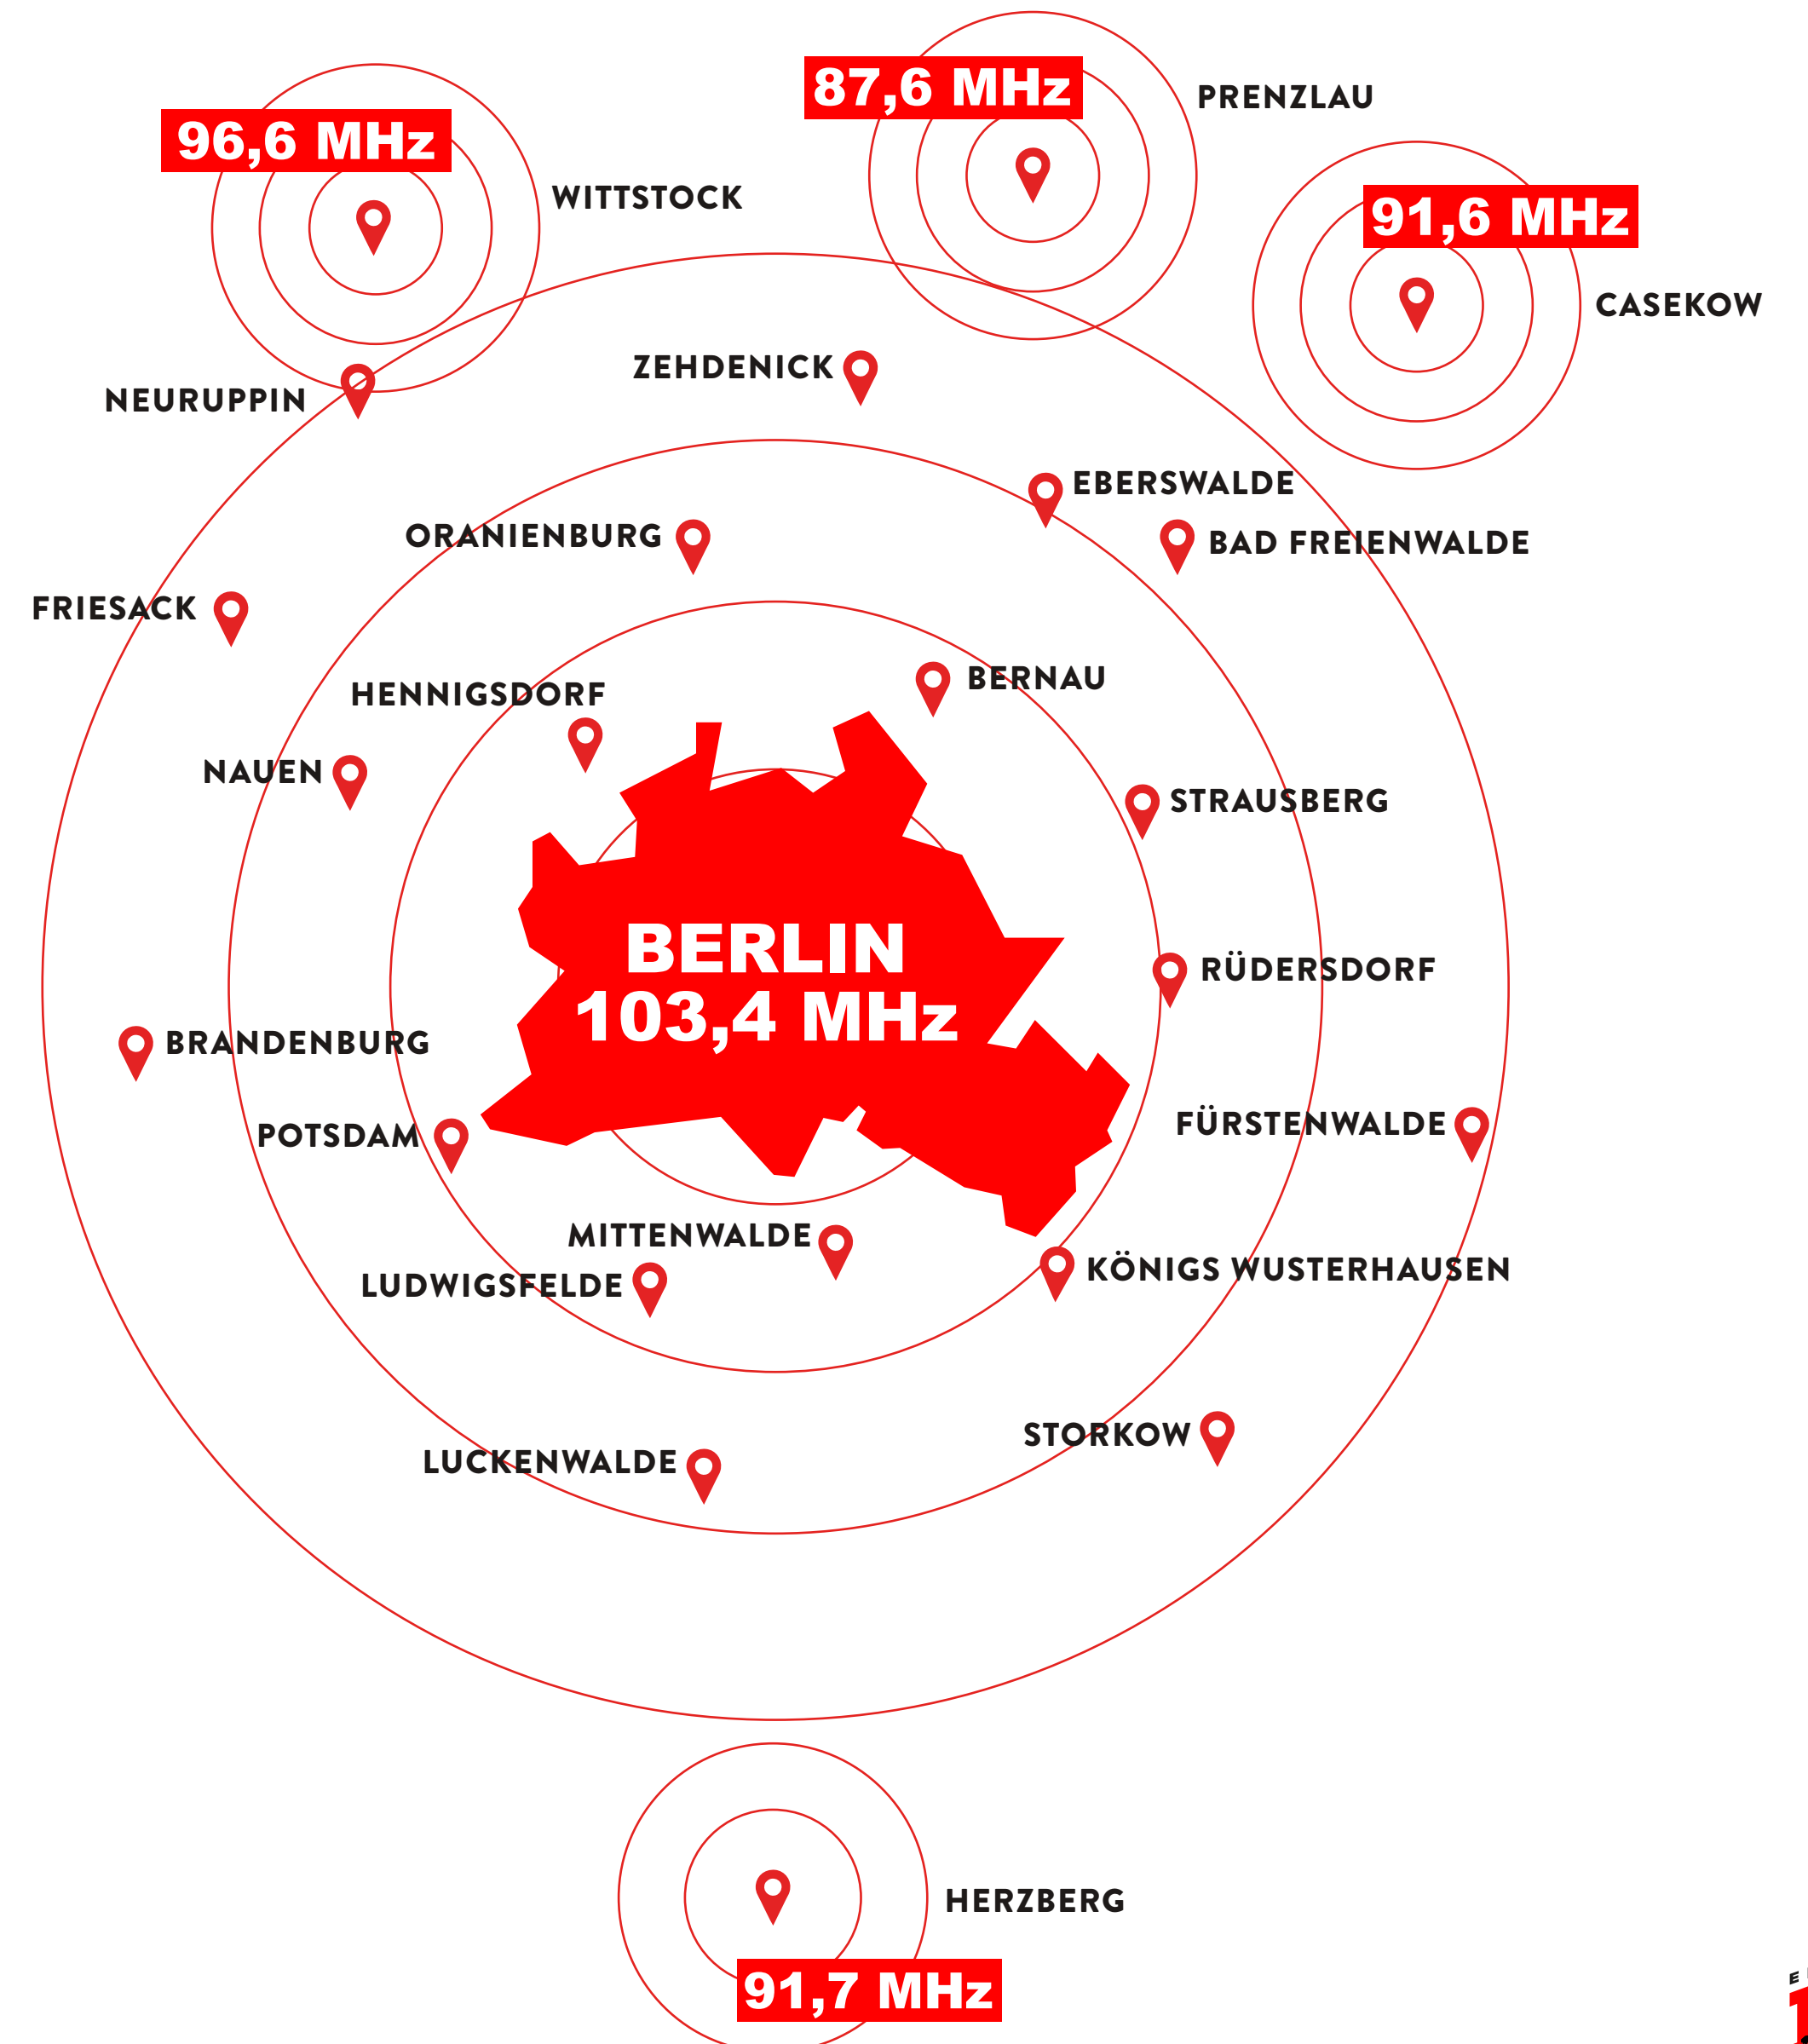 87,6 MHz
PRENZLAU
96,6 MHz
WITTSTOCK
91,6 MHz
CASEKOW
ZEHDENICK
NEURUPPIN
EBERSWALDE
ORANIENBURG
BAD FREIENWALDE
FRIESACK
BERNAU
HENNIGSDORF
NAUEN
STRAUSBERG
BERLIN
103,4 MHz
RÜDERSDORF
BRANDENBURG
FÜRSTENWALDE
POTSDAM
MITTENWALDE
KÖNIGS WUSTERHAUSEN
LUDWIGSFELDE
STORKOW
LUCKENWALDE
HERZBERG
91,7 MHz